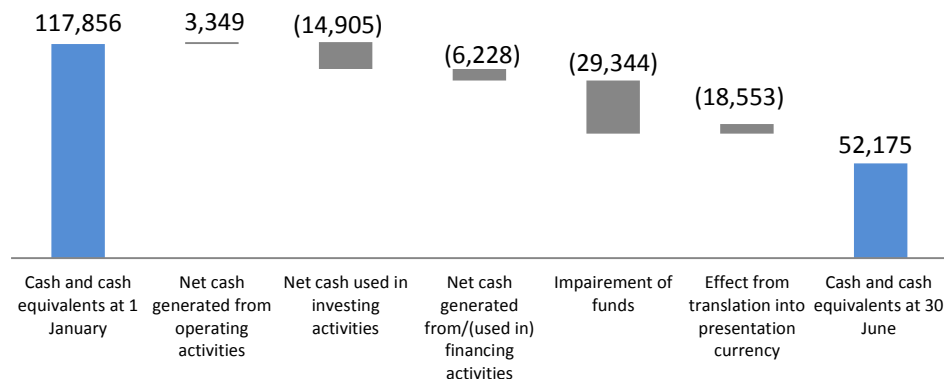 117,856
3,349
(14,905)
(6,228)
(29,344)
(18,553)
52,175
Cash and cash
equivalents at 1
January
Net cash
generated from
operating
activities
Net cash used in
investing
activities
Net cash
generated
from/(used in)
financing
activities
Impairement of
funds
Effect from
translation into
presentation
currency
Cash and cash
equivalents at 30
June